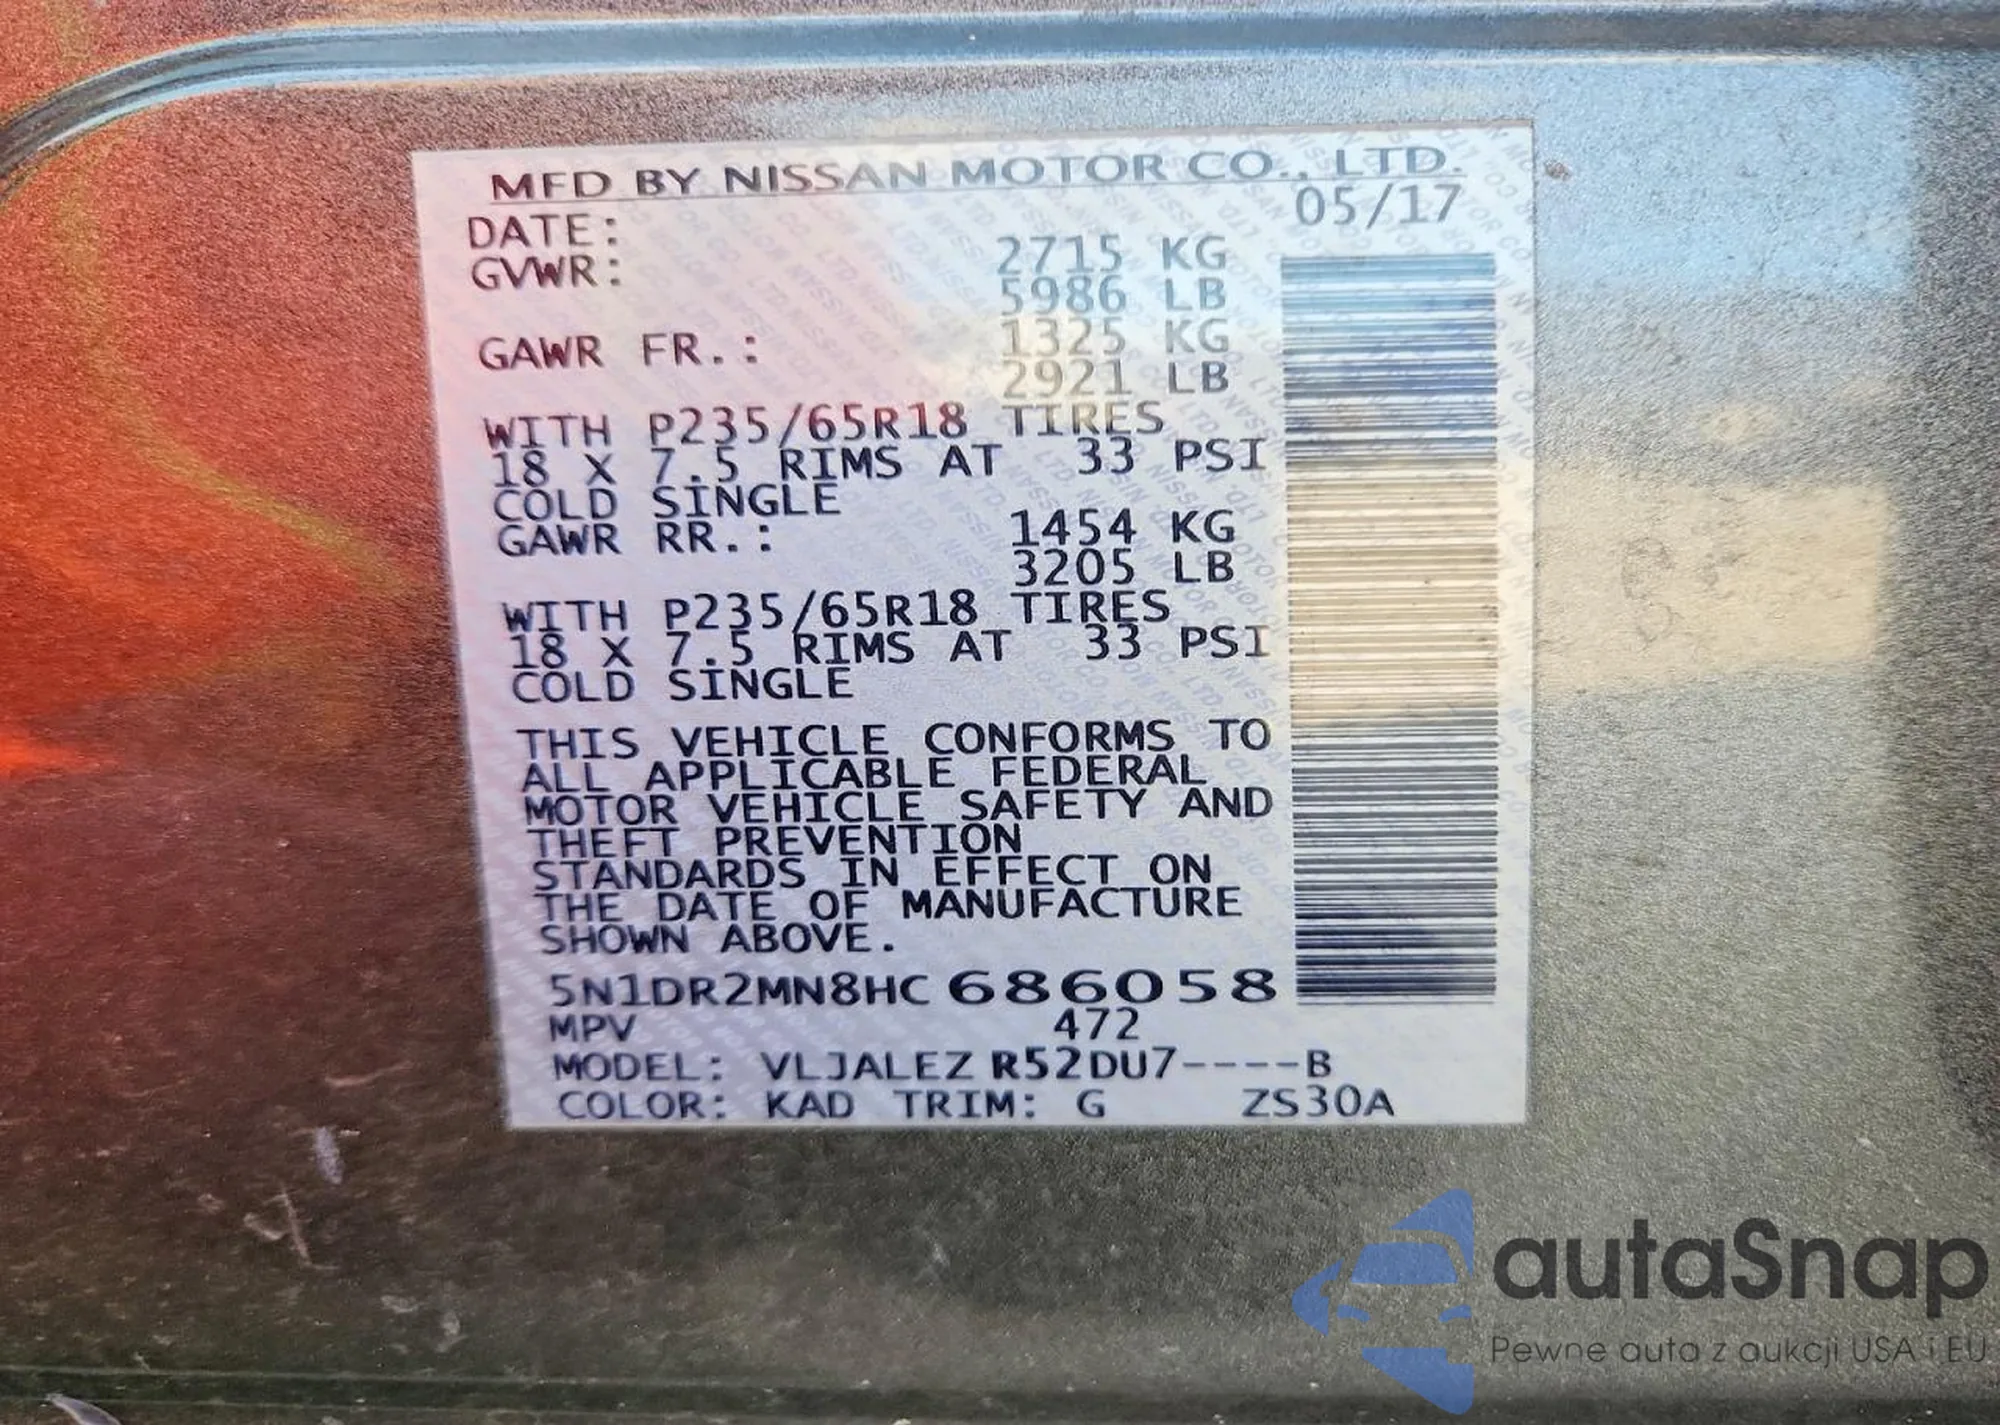 MFD BY NISSAN MOTOR CO., LTD.
DATE: 05/17
GVWR: 2715 KG
5986 LB
GAWR FR.: 1325 KG
2921 LB
WITH P235/65R18 TIRES
18 X 7.5 RIMS AT 33 PSI
COLD SINGLE
GAWR RR.: 1454 KG
3205 LB
WITH P235/65R18 TIRES
18 X 7.5 RIMS AT 33 PSI
COLD SINGLE
THIS VEHICLE CONFORMS TO
ALL APPLICABLE FEDERAL
MOTOR VEHICLE SAFETY AND
THEFT PREVENTION
STANDARDS IN EFFECT ON
THE DATE OF MANUFACTURE
SHOWN ABOVE.
5N1DR2MN8HC 686058
MPV 472
MODEL: VLJALEZ R52DU7----B
COLOR: KAD TRIM: G ZS30A
autaSnap
Pewne auta z aukcji USA i EU